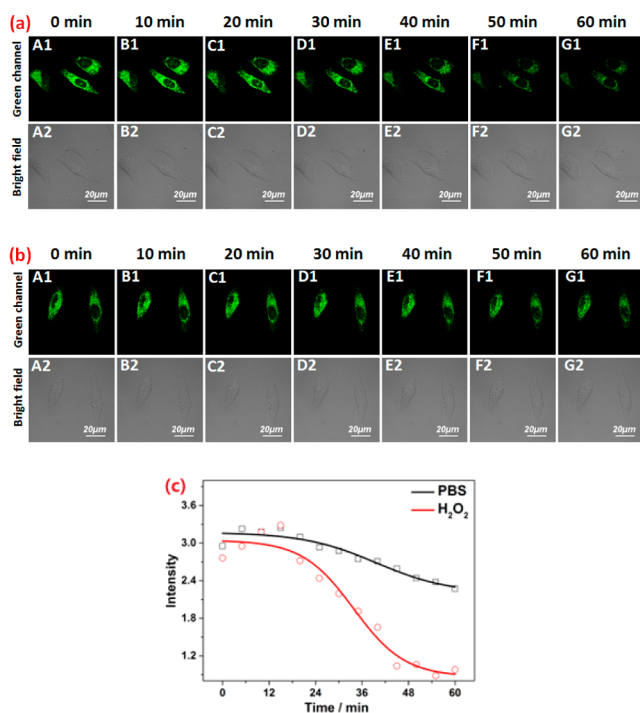 (a)
0 min 10 min 20 min 30 min 40 min 50 min 60 min
Green channel
A1 B1 C1 D1 E1 F1 G1
Bright field
A2 B2 C2 D2 E2 F2 G2
20μm 20μm 20μm 20μm 20μm 20μm 20μm
(b)
0 min 10 min 20 min 30 min 40 min 50 min 60 min
Green channel
A1 B1 C1 D1 E1 F1 G1
Bright field
A2 B2 C2 D2 E2 F2 G2
20μm 20μm 20μm 20μm 20μm 20μm 20μm
(c)
PBS
H₂O₂
Intensity
3.6
3.0
2.4
1.8
1.2
0 12 24 36 48 60
Time / min